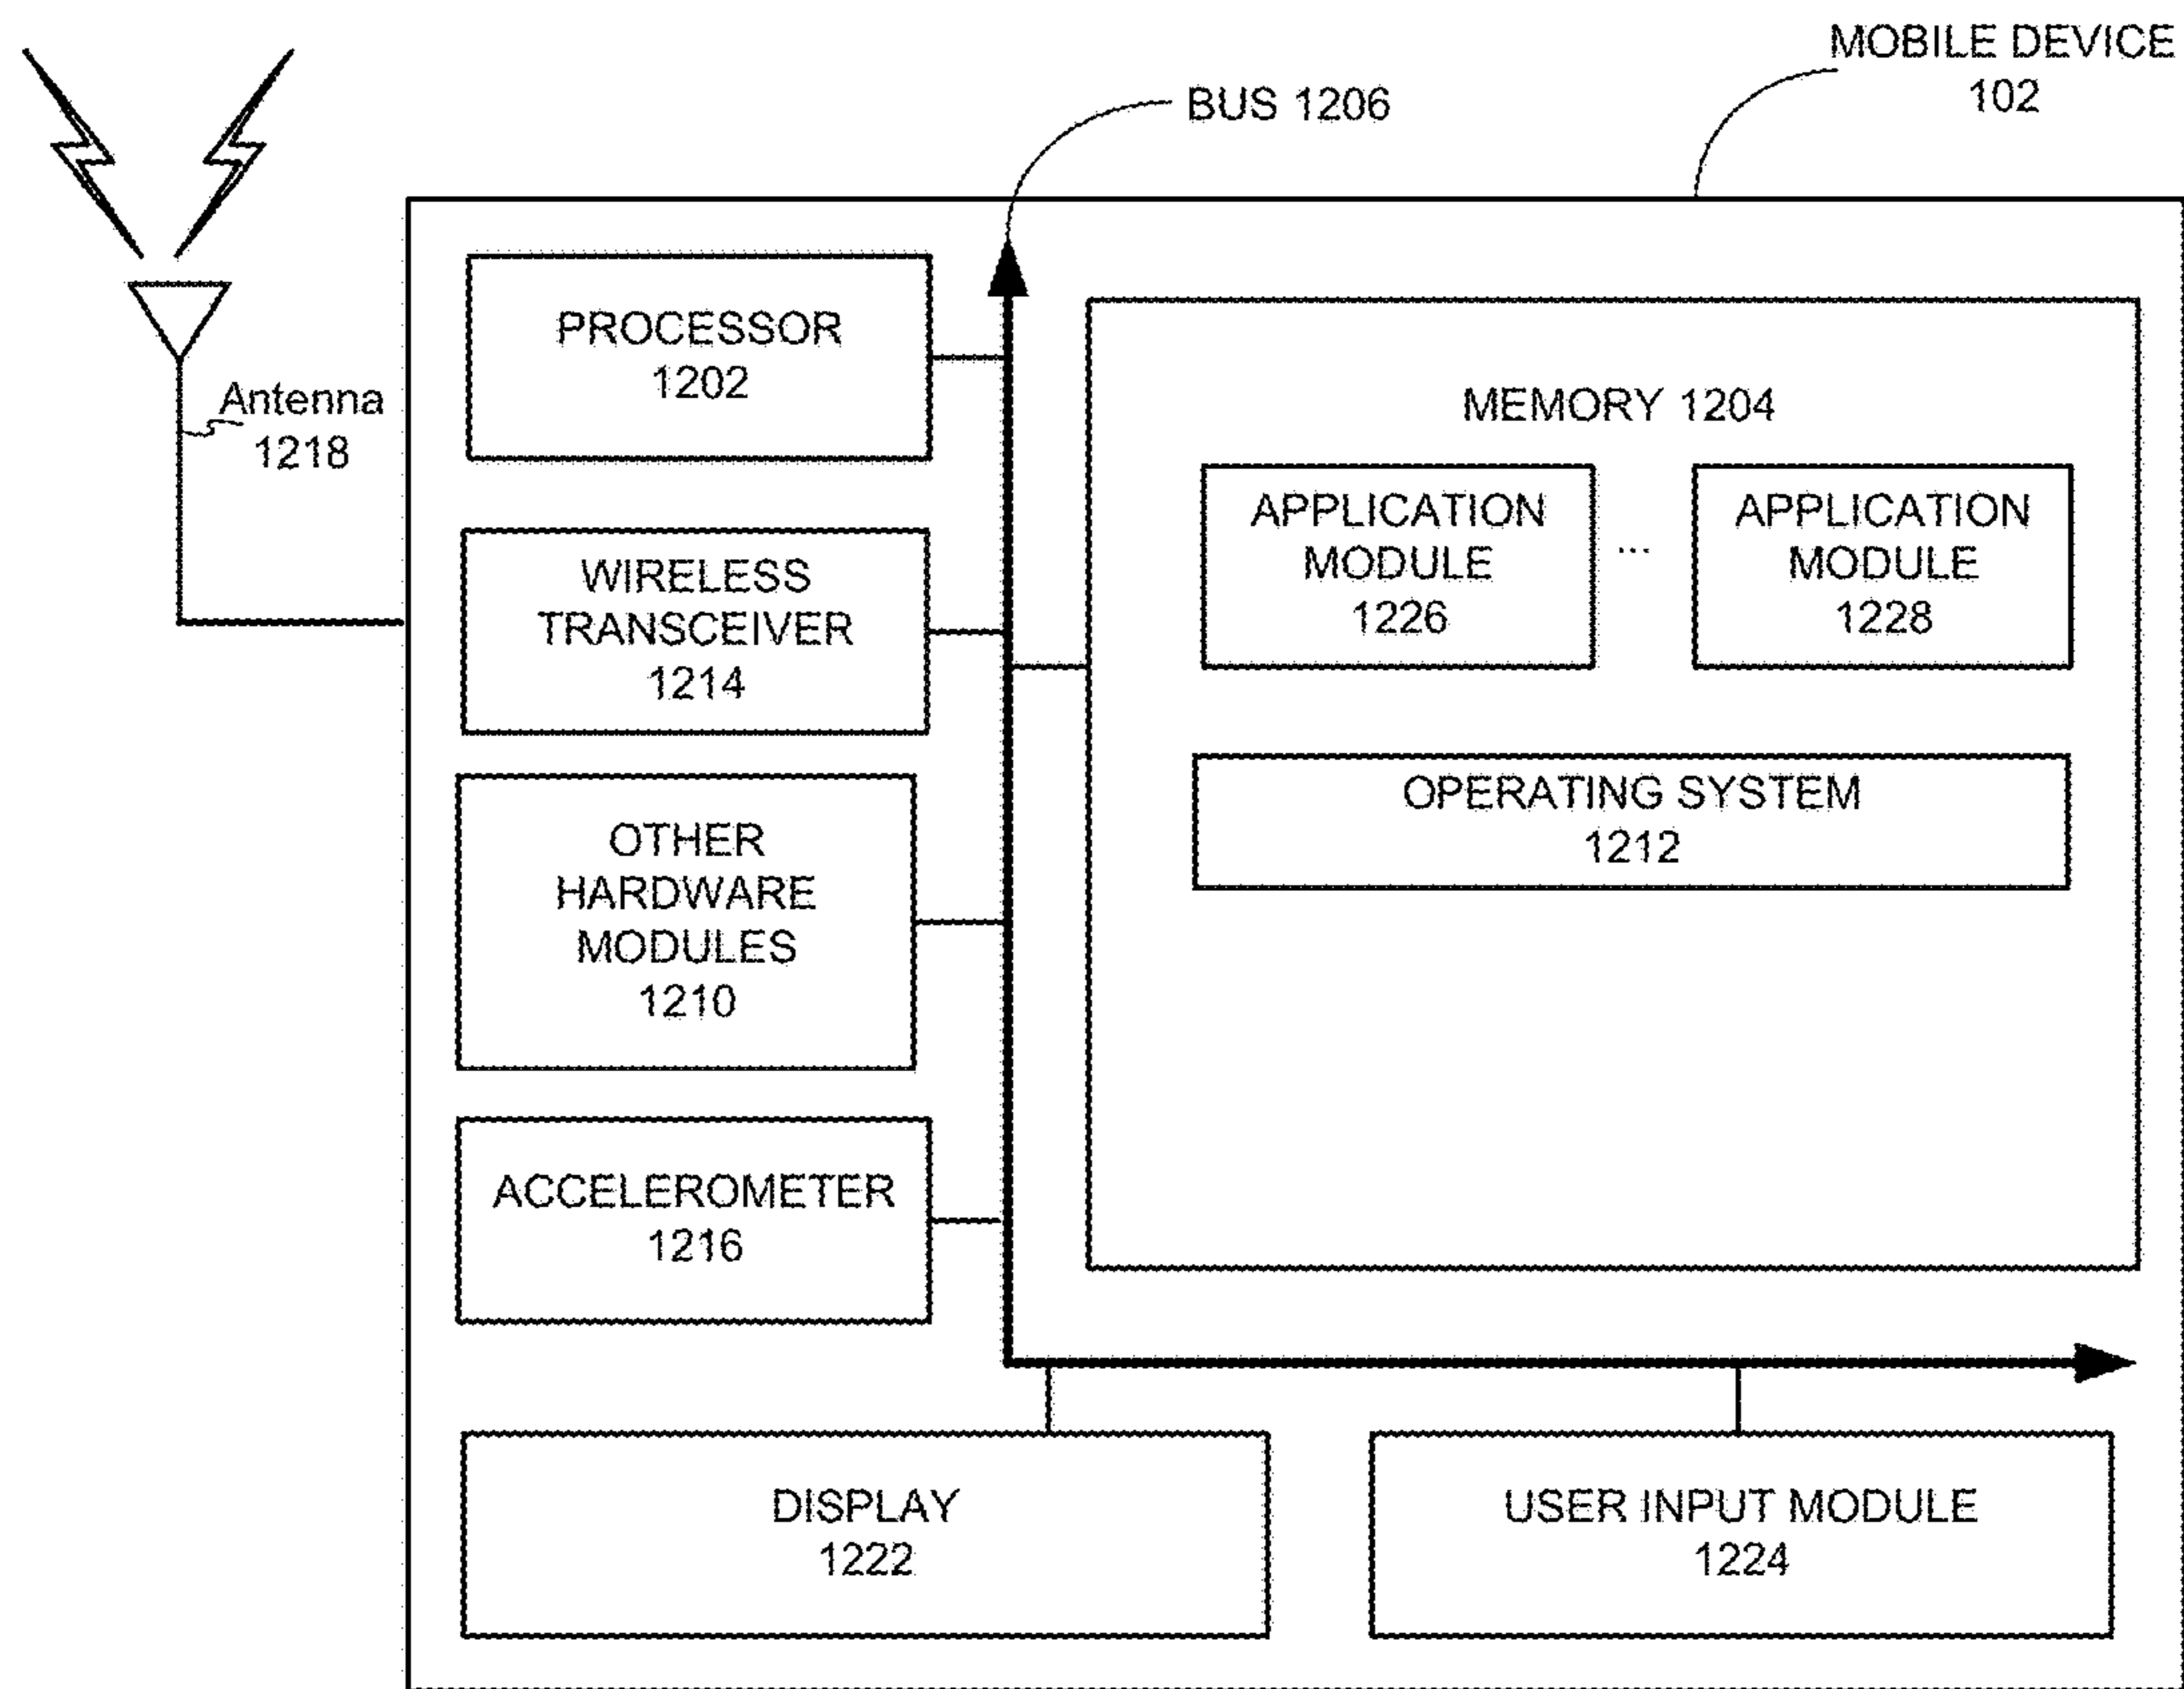 MOBILE DEVICE
102
BUS 1206
Antenna
1218
PROCESSOR
1202
WIRELESS
TRANSCEIVER
1214
OTHER
HARDWARE
MODULES
1210
ACCELEROMETER
1216
MEMORY 1204
APPLICATION
MODULE
1226
...
APPLICATION
MODULE
1228
OPERATING SYSTEM
1212
DISPLAY
1222
USER INPUT MODULE
1224